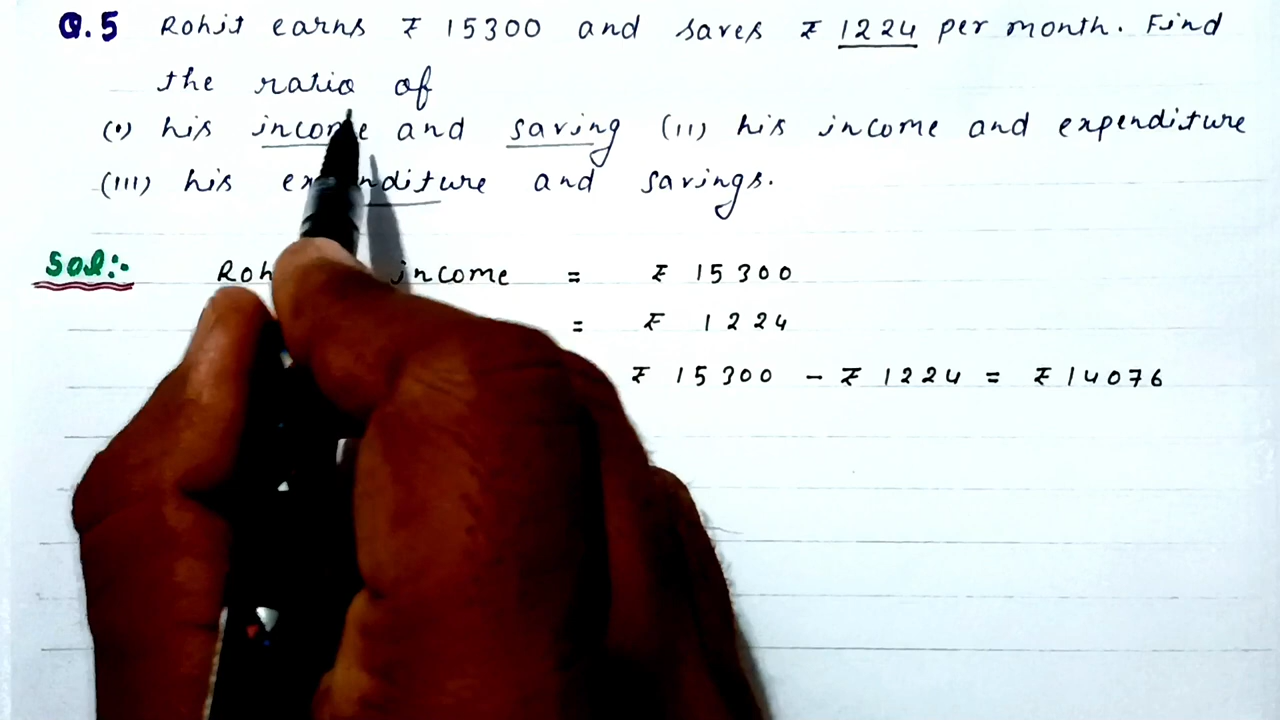 Q.5 Rohit earns ₹ 15300 and saves ₹ 1224 per month. Find
the ratio of
(i) his income and saving (ii) his income and expenditure
(iii) his and savings.
Sol:- income = ₹ 15300
= ₹ 1224
₹ 15300 - ₹ 1224 = ₹ 14076